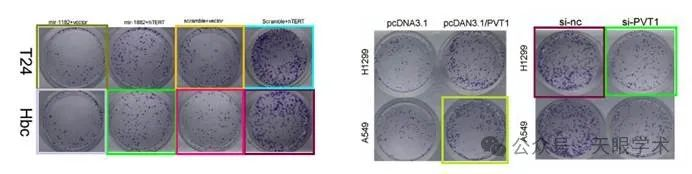 mir-1182+vector mir-1882+hTERT scramble+vector Scramble+hTERT
T24
Hbc
pcDNA3.1 pcDAN3.1/PVT1
H1299
A549
si-nc si-PVT1
H1299
A549
公众号 · 天眼学术